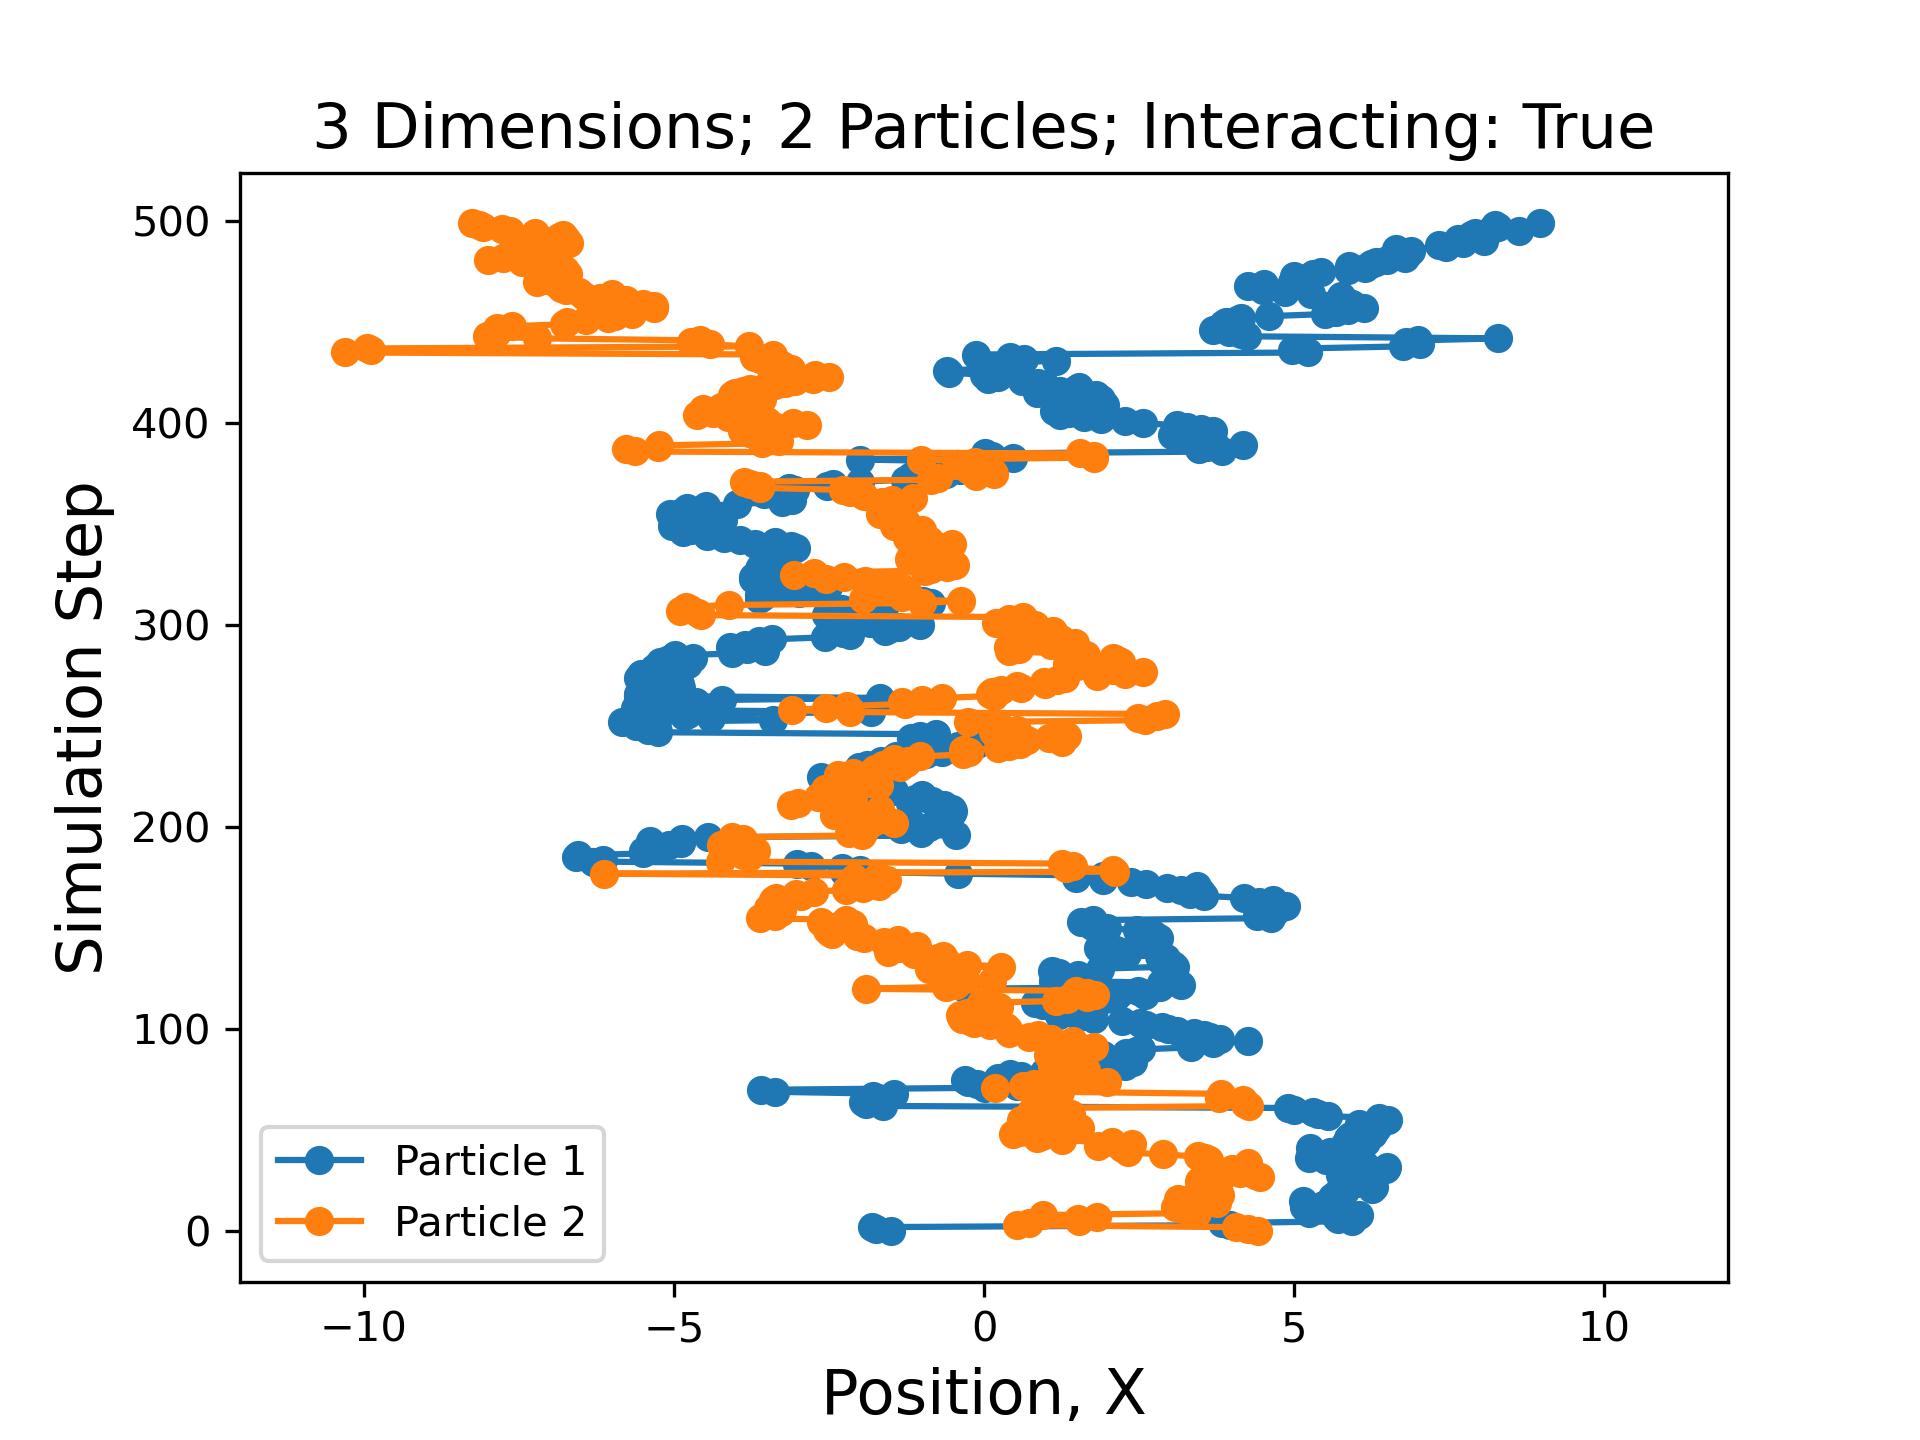 3 Dimensions; 2 Particles; Interacting: True
Simulation Step
500
400
300
200
100
0
Particle 1
Particle 2
−10
−5
0
5
10
Position, X